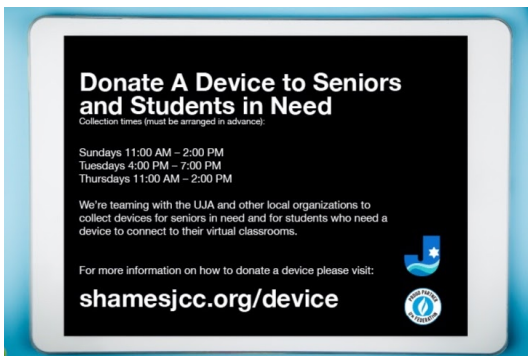 Donate A Device to Seniors
and Students in Need
Collection times (must be arranged in advance):
Sundays 11:00 AM – 2:00 PM
Tuesdays 4:00 PM – 7:00 PM
Thursdays 11:00 AM – 2:00 PM
We’re teaming with the UJA and other local organizations to
collect devices for seniors in need and for students who need a
device to connect to their virtual classrooms.
For more information on how to donate a device please visit:
shamesjcc.org/device
J
PROUD PARTNER
FEDERATION